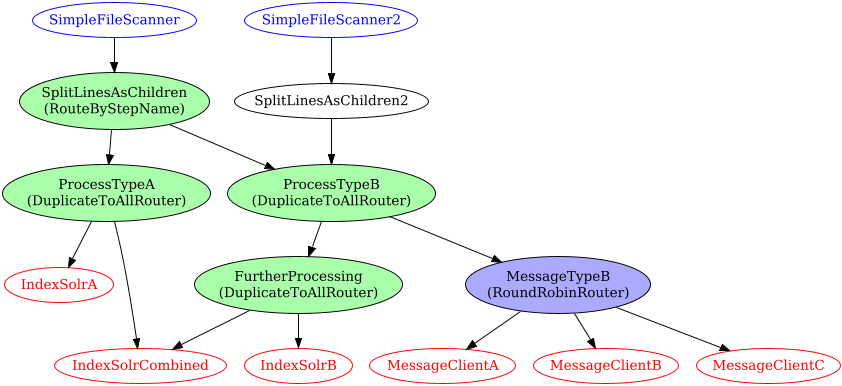 SimpleFileScanner
SimpleFileScanner2
SplitLinesAsChildren
(RouteByStepName)
SplitLinesAsChildren2
ProcessTypeA
(DuplicateToAllRouter)
ProcessTypeB
(DuplicateToAllRouter)
IndexSolrA
FurtherProcessing
(DuplicateToAllRouter)
MessageTypeB
(RoundRobinRouter)
IndexSolrCombined
IndexSolrB
MessageClientA
MessageClientB
MessageClientC